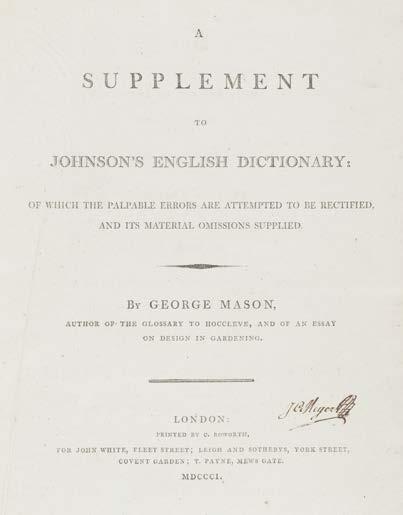 A
SUPPLEMENT
TO
JOHNSON'S ENGLISH DICTIONARY:
OF WHICH THE PALPABLE ERRORS ARE ATTEMPTED TO BE RECTIFIED,
AND ITS MATERIAL OMISSIONS SUPPLIED.
BY GEORGE MASON,
AUTHOR OF THE GLOSSARY TO HOCCLEVE, AND OF AN ESSAY
ON DESIGN IN GARDENING.
LONDON:
PRINTED BY C. ROWORTH,
FOR JOHN WHITE, FLEET STREET; LEIGH AND SOTHEBYS, YORK STREET,
COVENT GARDEN; T. PAYNE, MEWS GATE.
MDCCCI.